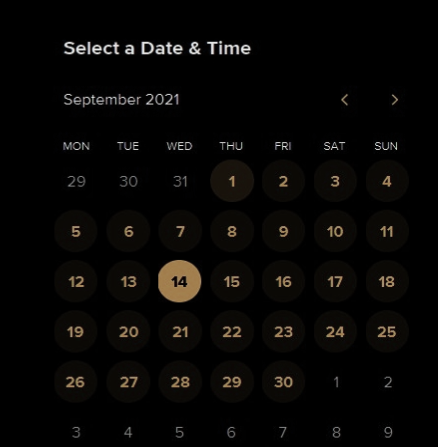 Select a Date & Time
September 2021
MON TUE WED THU FRI SAT SUN
29 30 31 1 2 3 4
5 6 7 8 9 10 11
12 13 14 15 16 17 18
19 20 21 22 23 24 25
26 27 28 29 30 1 2
3 4 5 6 7 8 9